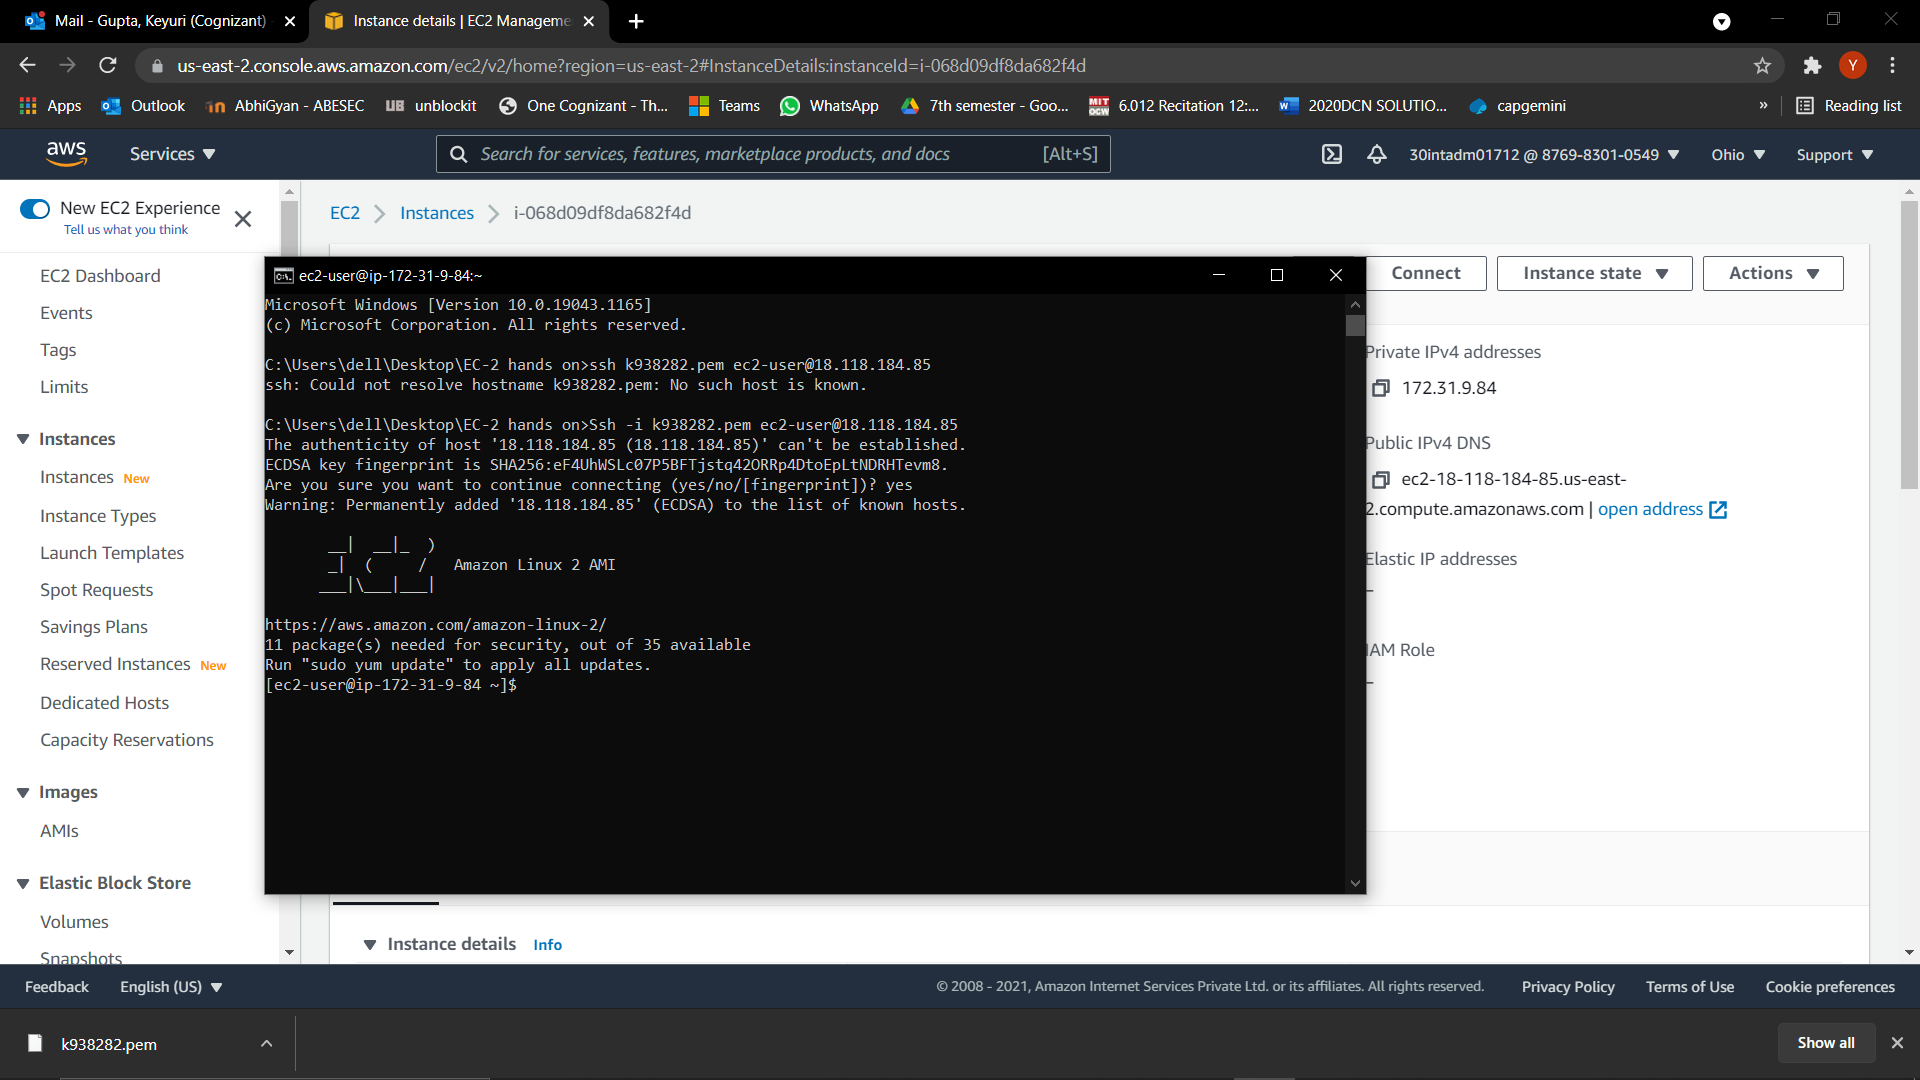 Mail - Gupta, Keyuri (Cognizant)
Instance details | EC2 Manageme
us-east-2.console.aws.amazon.com/ec2/v2/home?region=us-east-2#InstanceDetails:instanceId=i-068d09df8da682f4d
Y
Apps
Outlook
AbhiGyan - ABESEC
UB unblockit
One Cognizant - Th...
Teams
WhatsApp
7th semester - Goo...
MIT OCW 6.012 Recitation 12:...
2020DCN SOLUTIO...
capgemini
»
Reading list
aws
Services ▼
Search for services, features, marketplace products, and docs [Alt+S]
30intadm01712 @ 8769-8301-0549 ▼
Ohio ▼
Support ▼
New EC2 Experience
Tell us what you think
EC2 Dashboard
Events
Tags
Limits
Instances
Instances New
Instance Types
Launch Templates
Spot Requests
Savings Plans
Reserved Instances New
Dedicated Hosts
Capacity Reservations
Images
AMIs
Elastic Block Store
Volumes
Snapshots
EC2 > Instances > i-068d09df8da682f4d
Connect
Instance state ▼
Actions ▼
ec2-user@ip-172-31-9-84:~
Microsoft Windows [Version 10.0.19043.1165]
(c) Microsoft Corporation. All rights reserved.
C:\Users\dell\Desktop\EC-2 hands on>ssh k938282.pem ec2-user@18.118.184.85
ssh: Could not resolve hostname k938282.pem: No such host is known.
C:\Users\dell\Desktop\EC-2 hands on>Ssh -i k938282.pem ec2-user@18.118.184.85
The authenticity of host '18.118.184.85 (18.118.184.85)' can't be established.
ECDSA key fingerprint is SHA256:eF4UhWSLc07P5BFTjstq42ORRp4DtoEpLtNDRHTevm8.
Are you sure you want to continue connecting (yes/no/[fingerprint])? yes
Warning: Permanently added '18.118.184.85' (ECDSA) to the list of known hosts.
__|  __|_  )
_|  (     /   Amazon Linux 2 AMI
___|\___|___|
https://aws.amazon.com/amazon-linux-2/
11 package(s) needed for security, out of 35 available
Run "sudo yum update" to apply all updates.
[ec2-user@ip-172-31-9-84 ~]$
Private IPv4 addresses
172.31.9.84
Public IPv4 DNS
ec2-18-118-184-85.us-east-
2.compute.amazonaws.com | open address
Elastic IP addresses
–
IAM Role
–
Instance details Info
Feedback
English (US) ▼
© 2008 - 2021, Amazon Internet Services Private Ltd. or its affiliates. All rights reserved.
Privacy Policy
Terms of Use
Cookie preferences
k938282.pem
Show all